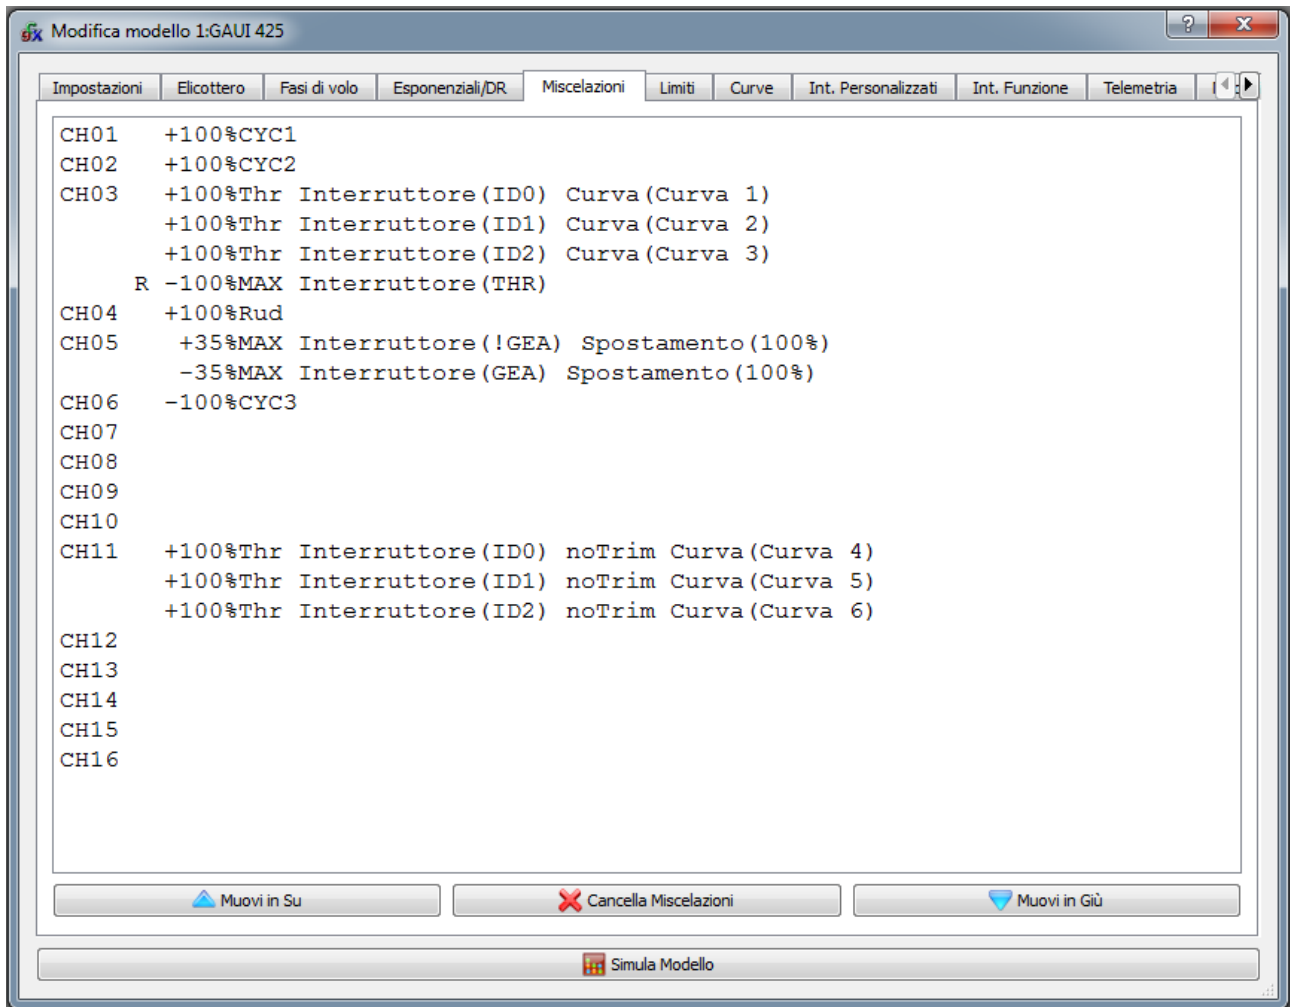 Modifica modello 1:GAUI 425
Impostazioni Elicottero Fasi di volo Esponenziali/DR Miscelazioni Limiti Curve Int. Personalizzati Int. Funzione Telemetria
CH01 +100%CYC1
CH02 +100%CYC2
CH03 +100%Thr Interruttore(ID0) Curva(Curva 1)
+100%Thr Interruttore(ID1) Curva(Curva 2)
+100%Thr Interruttore(ID2) Curva(Curva 3)
R -100%MAX Interruttore(THR)
CH04 +100%Rud
CH05 +35%MAX Interruttore(!GEA) Spostamento(100%)
-35%MAX Interruttore(GEA) Spostamento(100%)
CH06 -100%CYC3
CH07
CH08
CH09
CH10
CH11 +100%Thr Interruttore(ID0) noTrim Curva(Curva 4)
+100%Thr Interruttore(ID1) noTrim Curva(Curva 5)
+100%Thr Interruttore(ID2) noTrim Curva(Curva 6)
CH12
CH13
CH14
CH15
CH16
Muovi in Su Cancella Miscelazioni Muovi in Giù
Simula Modello